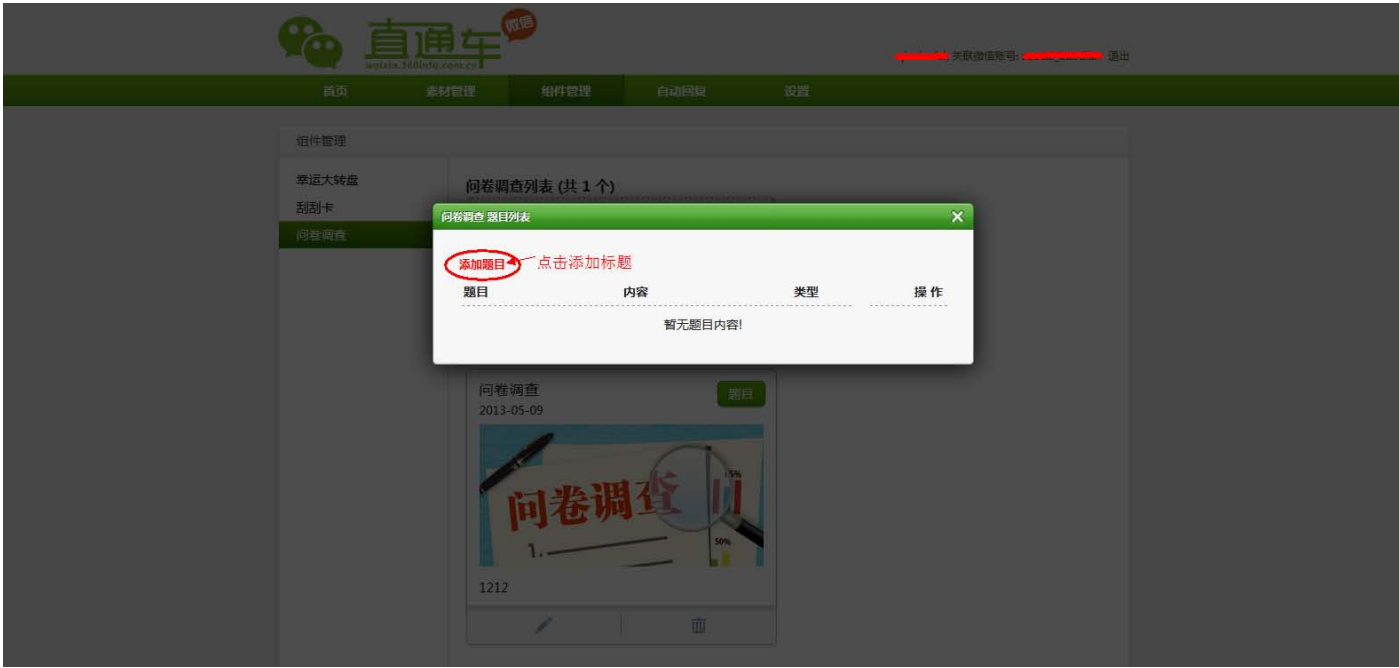 直通车 微信
weixin.360info.com.cn
关联微信账号: 退出
首页 素材管理 组件管理 自动回复 设置
组件管理
幸运大转盘
问卷调查列表 (共 1 个)
刮刮卡
问卷调查 题目列表
问卷调查
添加题目 点击添加标题
题目 内容 类型 操 作
暂无题目内容!
问卷调查 题目
2013-05-09
5%
问卷调查
50%
1.
1212